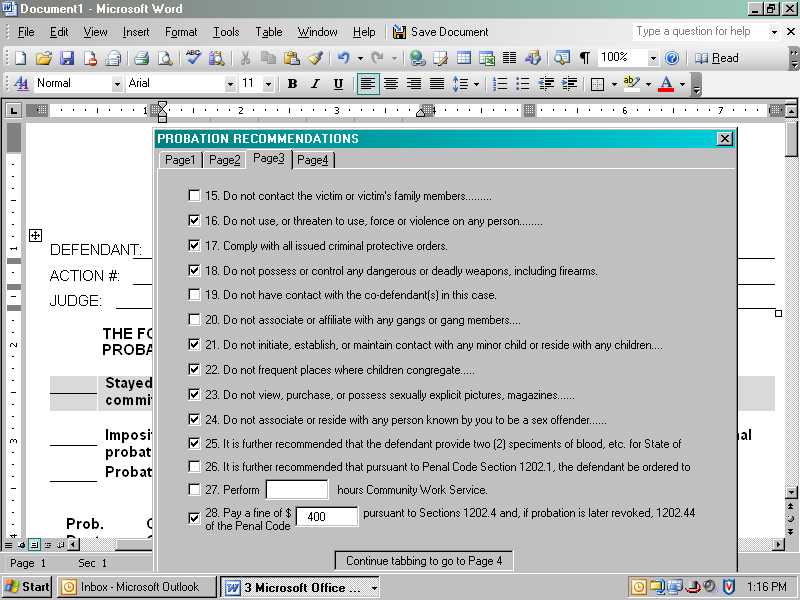 Document1 - Microsoft Word
File Edit View Insert Probation Format Tools Table Window Help Save Document Type a question for help
100% Read
Normal Arial 11 B I U
1 1 2 3 4 6 7
PROBATION RECOMMENDATIONS
Page1 Page2 Page3 Page4
15. Do not contact the victim or victim's family members.........
16. Do not use, or threaten to use, force or violence on any person........
17. Comply with all issued criminal protective orders.
18. Do not possess or control any dangerous or deadly weapons, including firearms.
19. Do not have contact with the co-defendant(s) in this case.
20. Do not associate or affiliate with any gangs or gang members....
21. Do not initiate, establish, or maintain contact with any minor child or reside with any children....
22. Do not frequent places where children congregate.....
23. Do not view, purchase, or possess sexually explicit pictures, magazines......
24. Do not associate or reside with any person known by you to be a sex offender......
25. It is further recommended that the defendant provide two (2) speciments of blood, etc. for State of
26. It is further recommended that pursuant to Penal Code Section 1202.1, the defendant be ordered to
27. Perform hours Community Work Service.
28. Pay a fine of $ 400 pursuant to Sections 1202.4 and, if probation is later revoked, 1202.44
of the Penal Code
Continue tabbing to go to Page 4
DEFENDANT:
ACTION #:
JUDGE:
THE FO
PROBA
Stayed
commit
Imposit
nal
probat
Probat
Prob.
Page 1 Sec 1
Start Inbox - Microsoft Outlook 3 Microsoft Office ... 1:16 PM